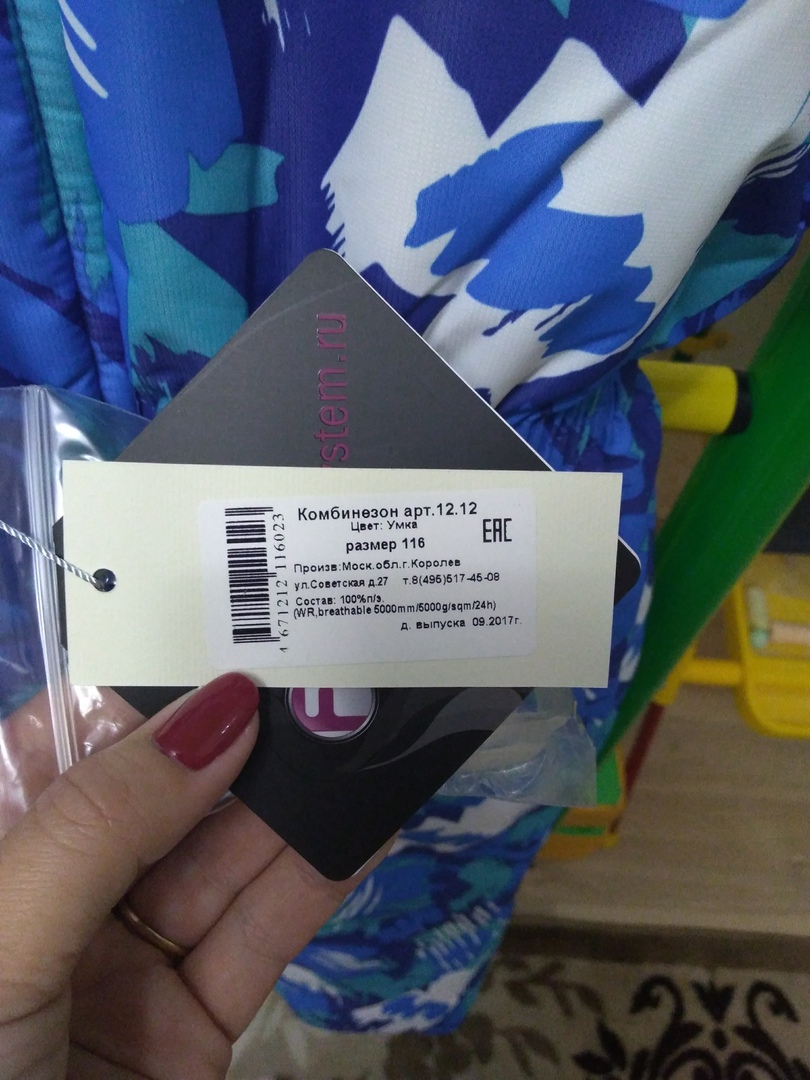 ystem.ru
Комбинезон арт.12.12
Цвет: Умка
EAC
размер 116
Произв:Моск.обл.г.Королев
ул.Советская д.27 т.8(495)517-45-08
Состав: 100%п/э.
(WR,breathable 5000mm/5000g/sqm/24h)
д. выпуска 09.2017г.
4 671212 116023